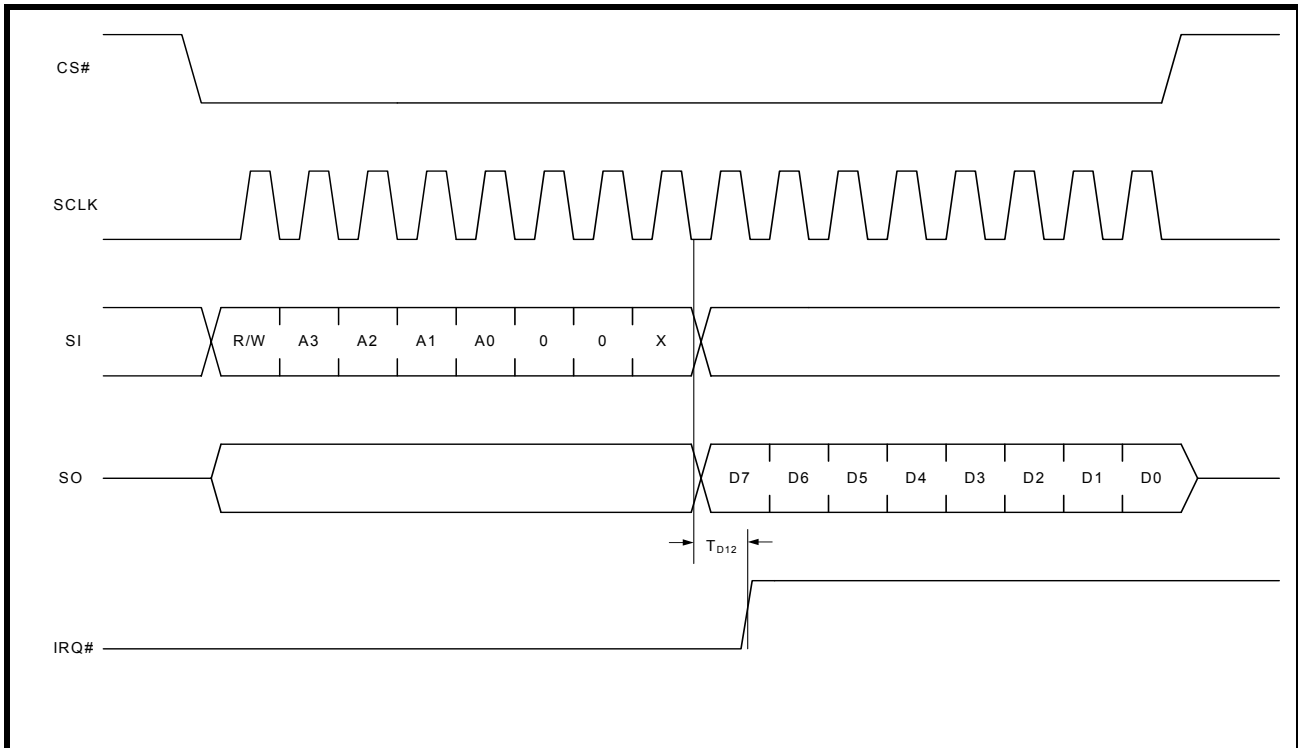 CS#
SCLK
SI
R/W A3 A2 A1 A0 0 0 X
SO
D7 D6 D5 D4 D3 D2 D1 D0
TD12
IRQ#